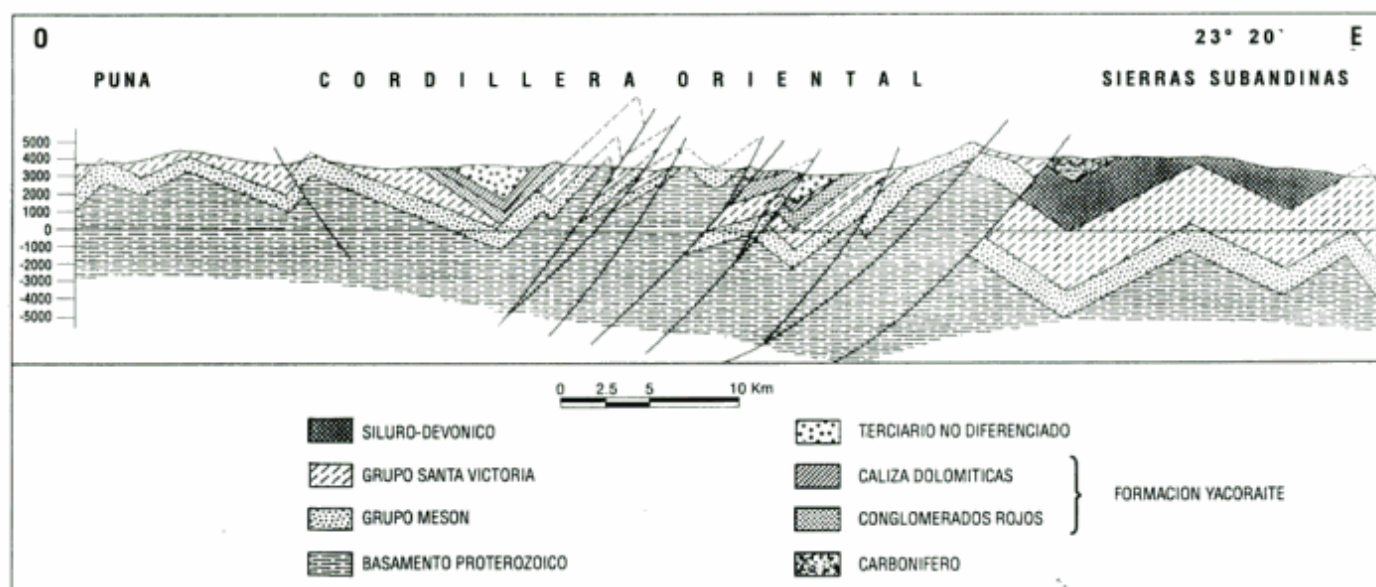 O 23° 20` E
PUNA CORDILLERA ORIENTAL SIERRAS SUBANDINAS
5000
4000
3000
2000
1000
0
-1000
-2000
-3000
-4000
-5000
0 2.5 5 10 Km
SILURO-DEVONICO
GRUPO SANTA VICTORIA
GRUPO MESON
BASAMENTO PROTEROZOICO
TERCIARIO NO DIFERENCIADO
CALIZA DOLOMITICAS
CONGLOMERADOS ROJOS
FORMACION YACORAITE
CARBONIFERO